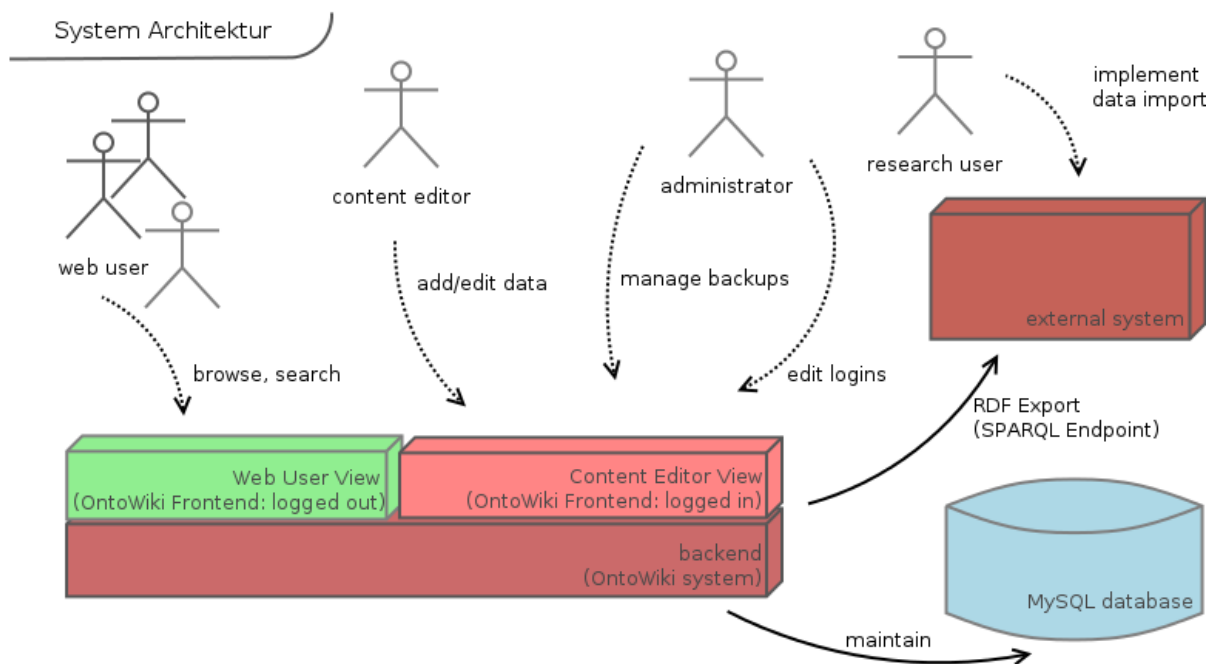 System Architektur
web user
content editor
administrator
research user
implement
data import
add/edit data
manage backups
browse, search
edit logins
external system
RDF Export
(SPARQL Endpoint)
Web User View
(OntoWiki Frontend: logged out)
Content Editor View
(OntoWiki Frontend: logged in)
backend
(OntoWiki system)
MySQL database
maintain